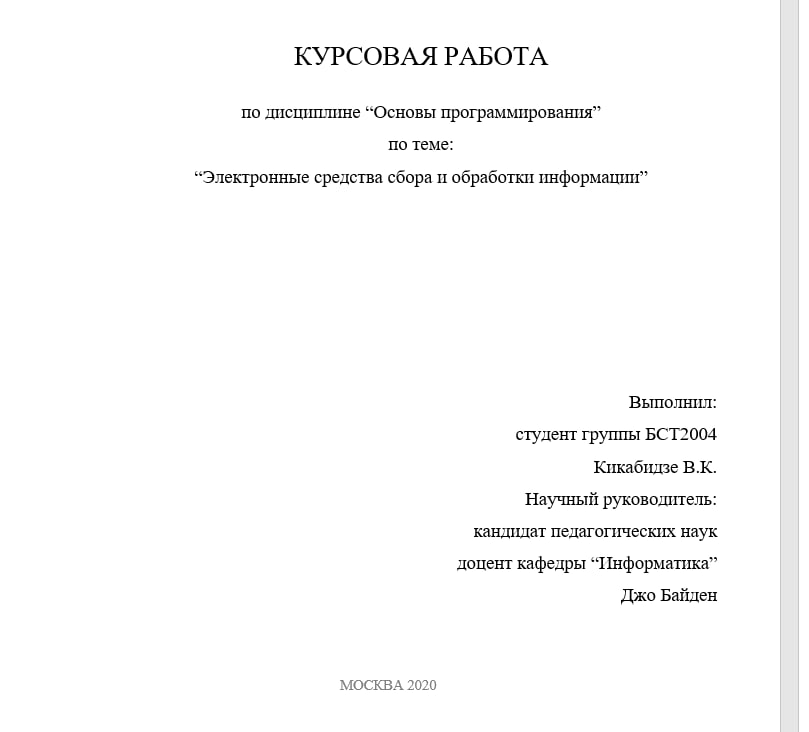 КУРСОВАЯ РАБОТА
по дисциплине “Основы программирования”
по теме:
“Электронные средства сбора и обработки информации”
Выполнил:
студент группы БСТ2004
Кикабидзе В.К.
Научный руководитель:
кандидат педагогических наук
доцент кафедры “Информатика”
Джо Байден
МОСКВА 2020